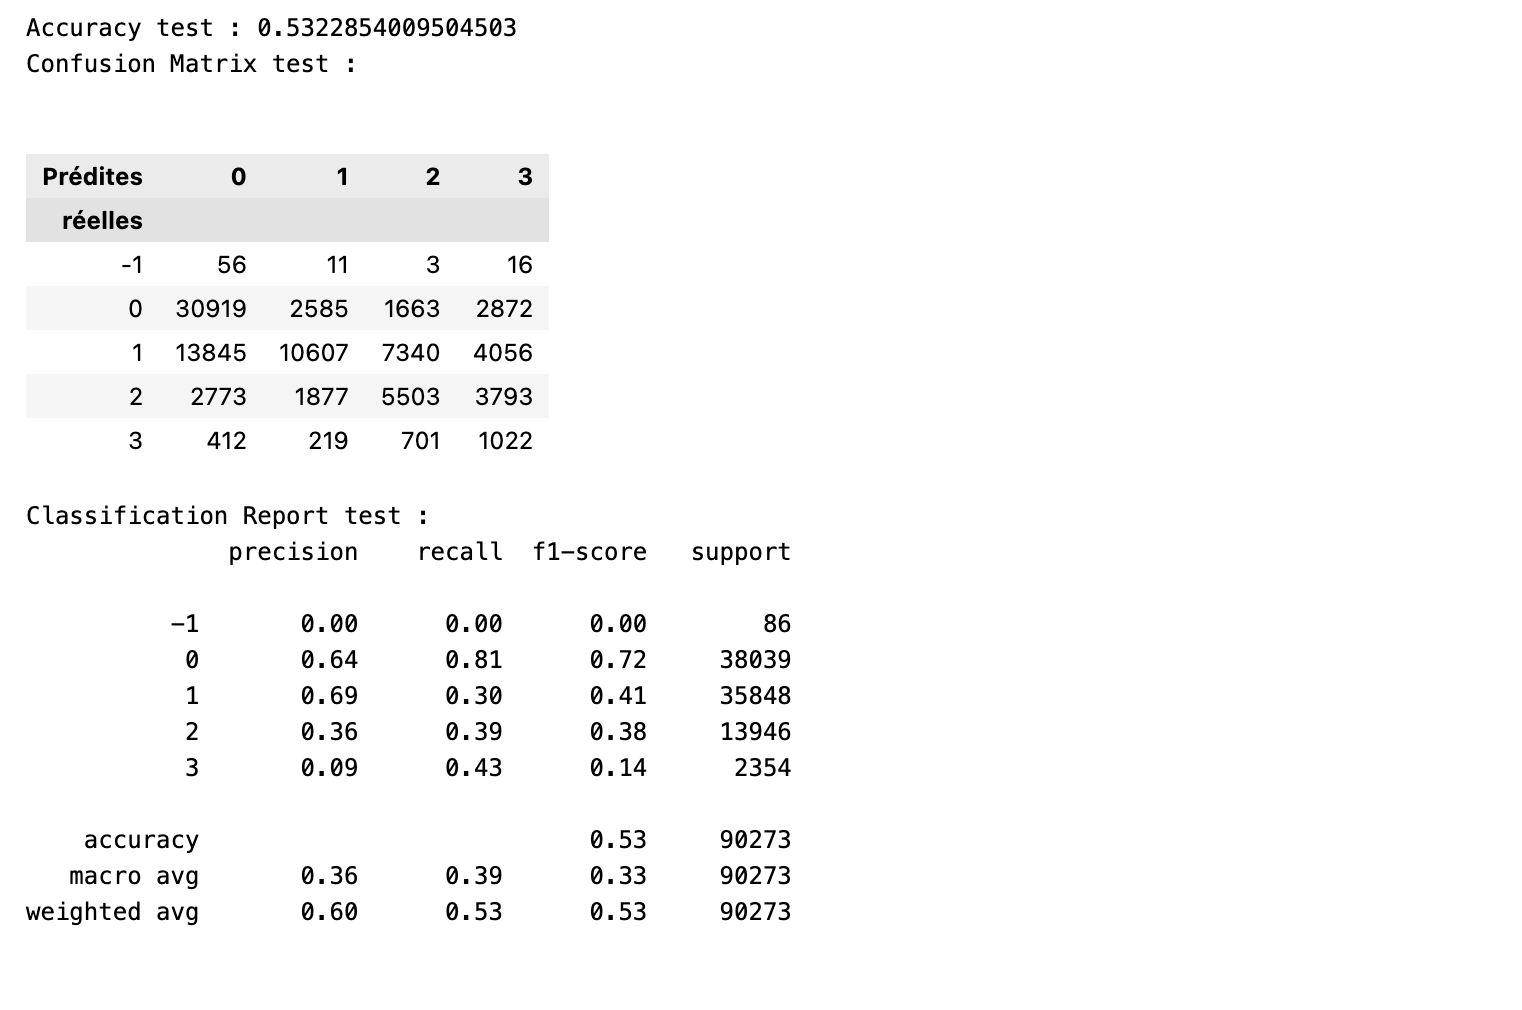 Accuracy test : 0.5322854009504503
Confusion Matrix test :
Prédites 0 1 2 3
réelles
-1 56 11 3 16
0 30919 2585 1663 2872
1 13845 10607 7340 4056
2 2773 1877 5503 3793
3 412 219 701 1022
Classification Report test :
precision recall f1-score support
-1 0.00 0.00 0.00 86
0 0.64 0.81 0.72 38039
1 0.69 0.30 0.41 35848
2 0.36 0.39 0.38 13946
3 0.09 0.43 0.14 2354
accuracy 0.53 90273
macro avg 0.36 0.39 0.33 90273
weighted avg 0.60 0.53 0.53 90273